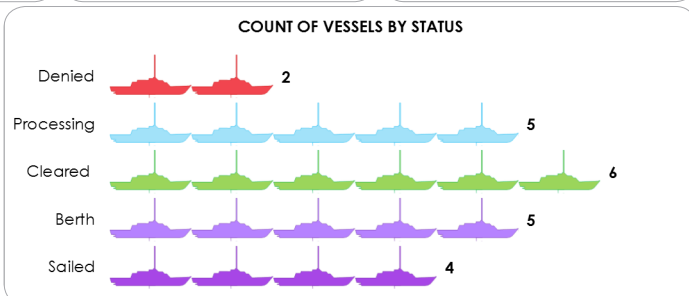 COUNT OF VESSELS BY STATUS
Denied 2
Processing 5
Cleared 6
Berth 5
Sailed 4